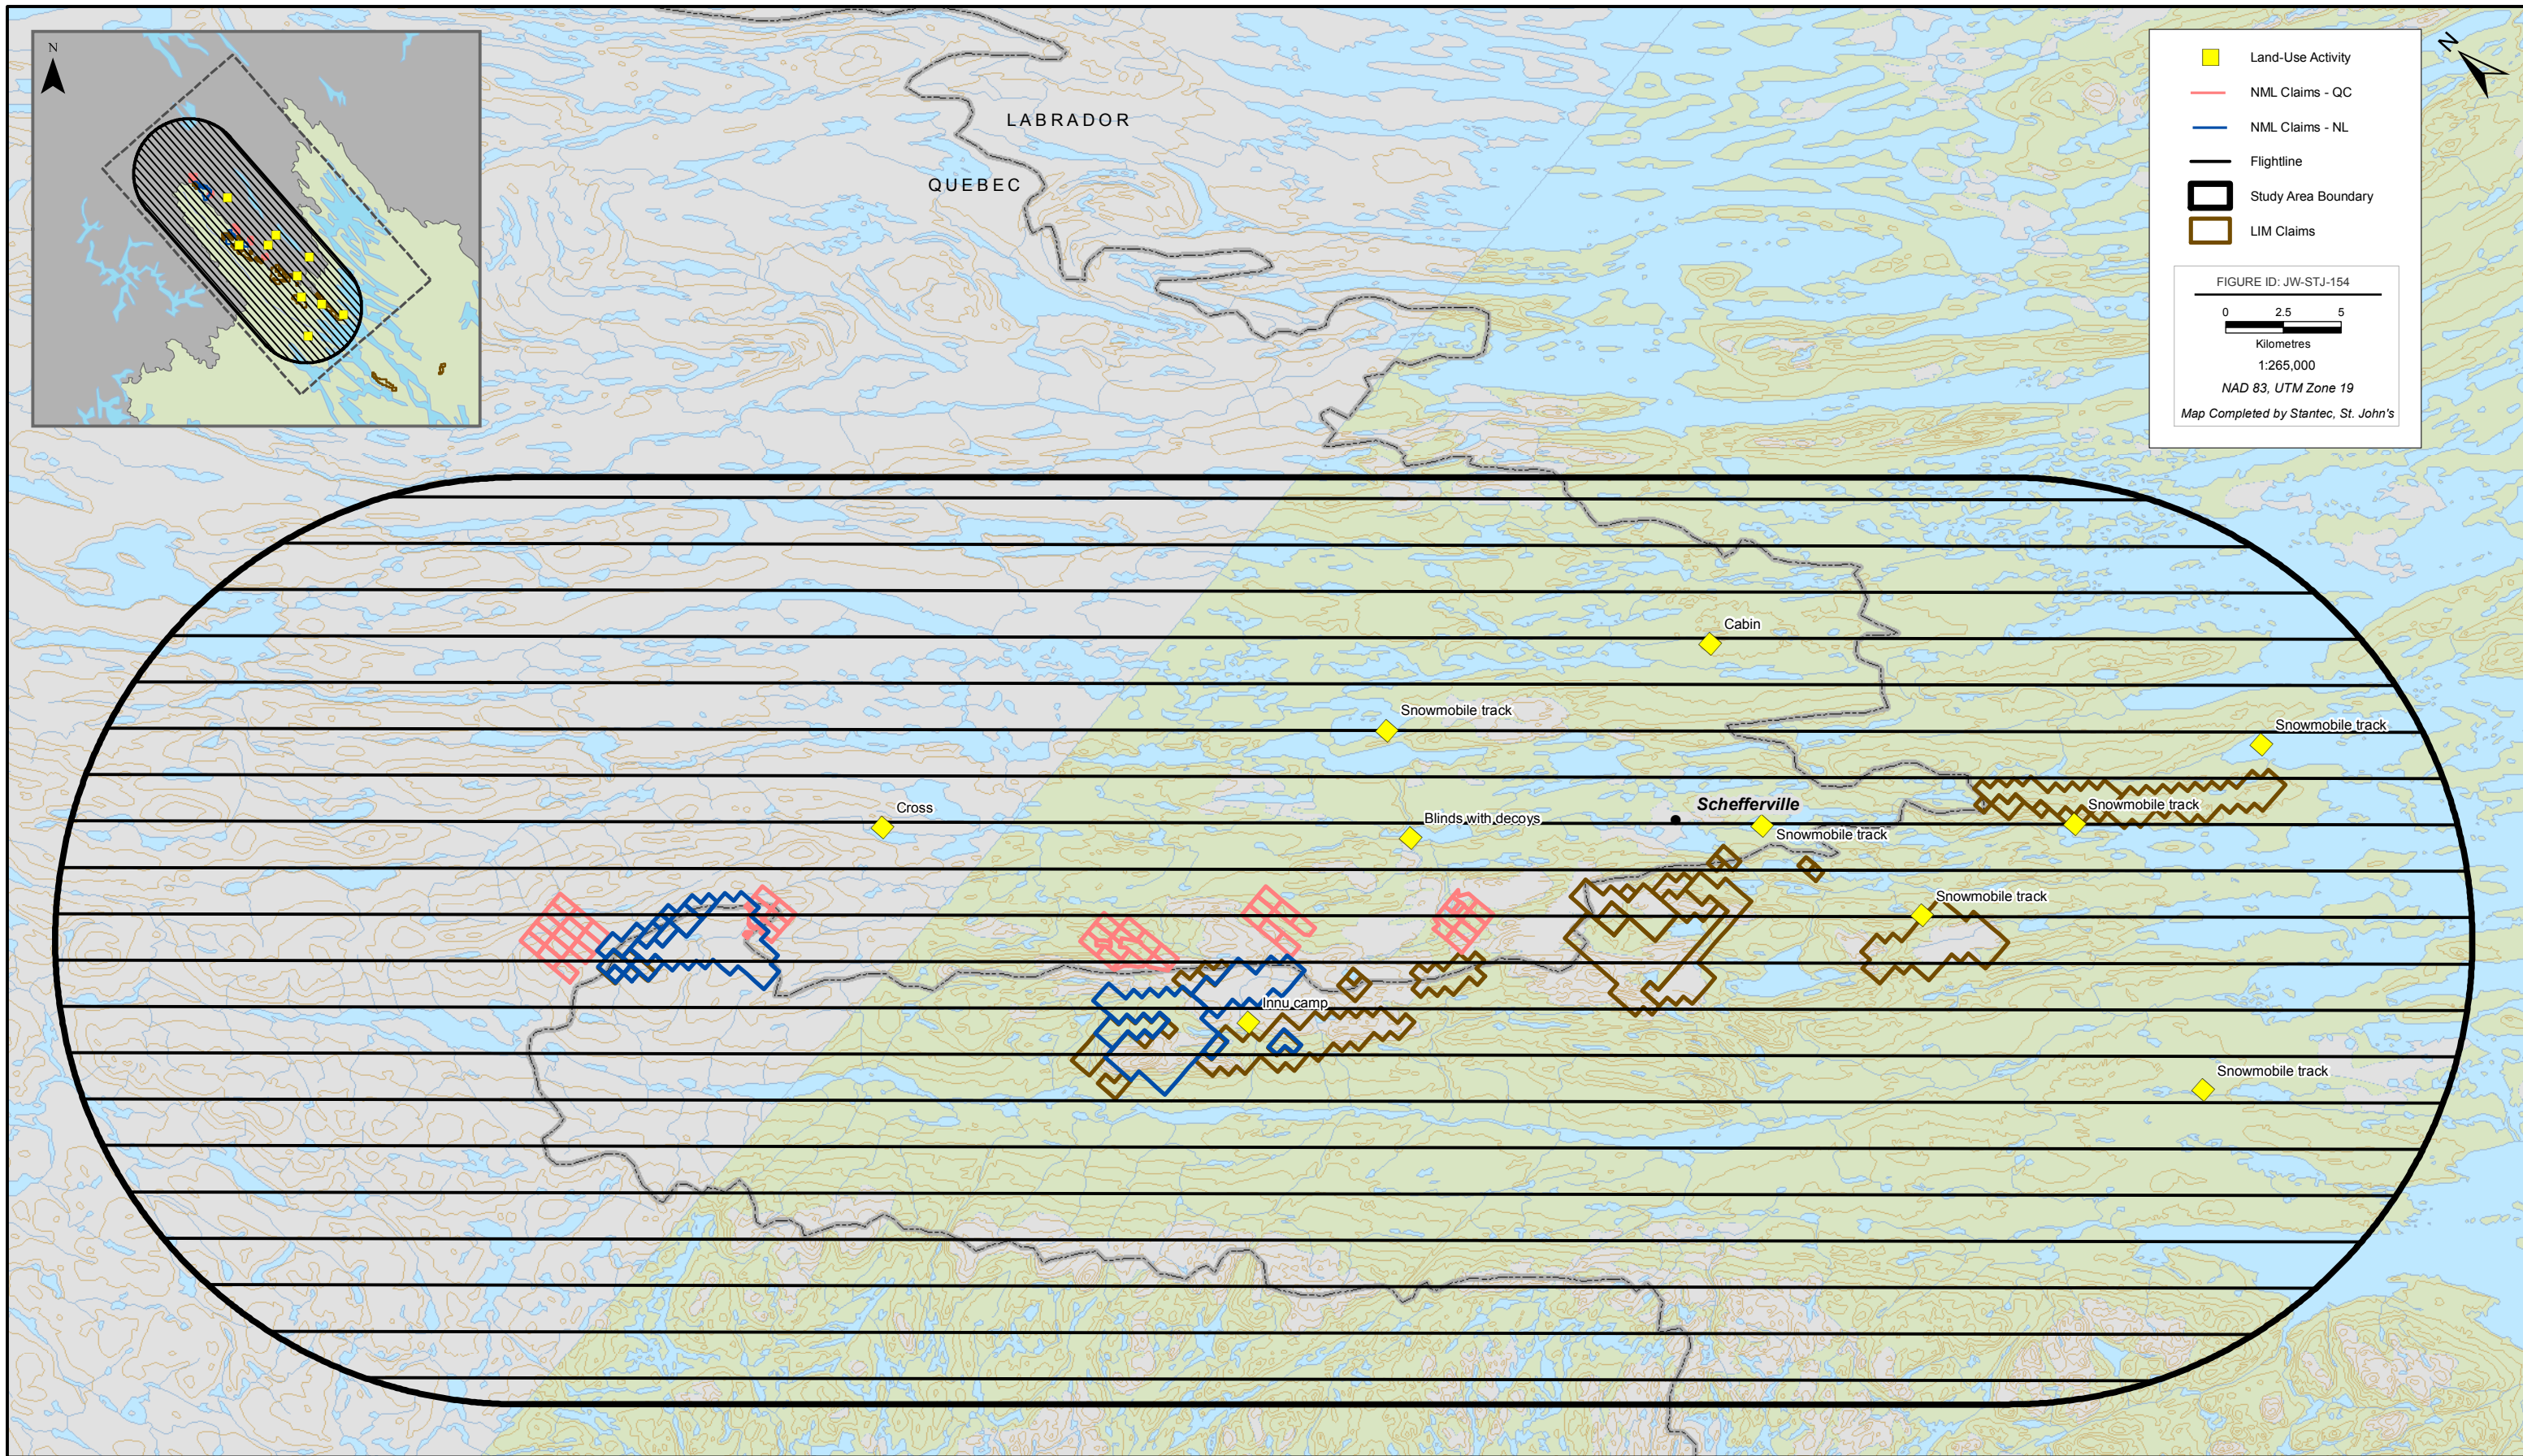 N
N
Land-Use Activity
NML Claims - QC
NML Claims - NL
Flightline
Study Area Boundary
LIM Claims
FIGURE ID: JW-STJ-154
0 2.5 5
Kilometres
1:265,000
NAD 83, UTM Zone 19
Map Completed by Stantec, St. John's
LABRADOR
QUEBEC
Cabin
Snowmobile track
Snowmobile track
Cross
Blinds with decoys
Schefferville
Snowmobile track
Snowmobile track
Snowmobile track
Innu camp
Snowmobile track